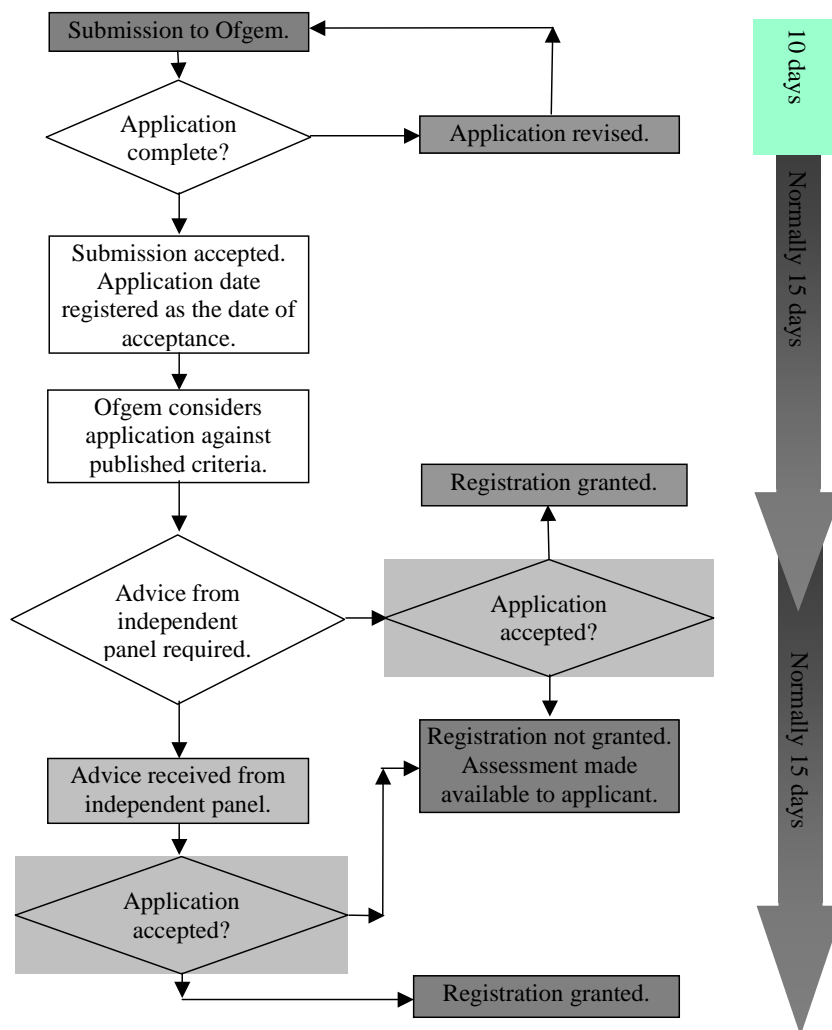 Submission to Ofgem.
10 days
Application
complete?
Application revised.
Normally 15 days
Submission accepted.
Application date
registered as the date of
acceptance.
Ofgem considers
application against
published criteria.
Registration granted.
Advice from
independent
panel required.
Application
accepted?
Normally 15 days
Registration not granted.
Assessment made
available to applicant.
Advice received from
independent panel.
Application
accepted?
Registration granted.